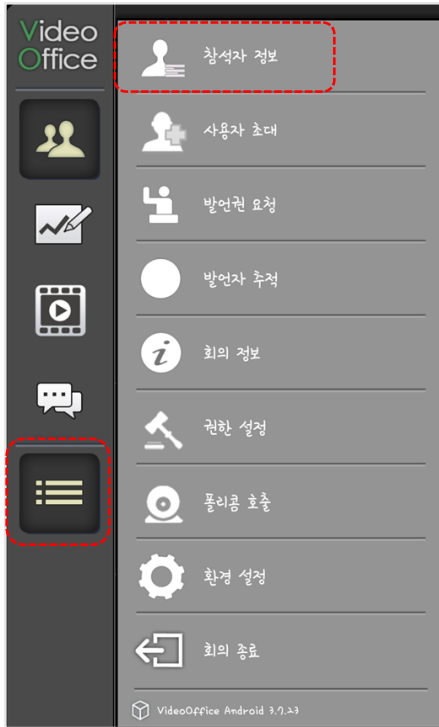 Video
Office
참석자 정보
사용자 초대
발언권 요청
발언자 추적
회의 정보
권한 설정
폴리콤 호출
환경 설정
회의 종료
VideoOffice Android 3.7.23